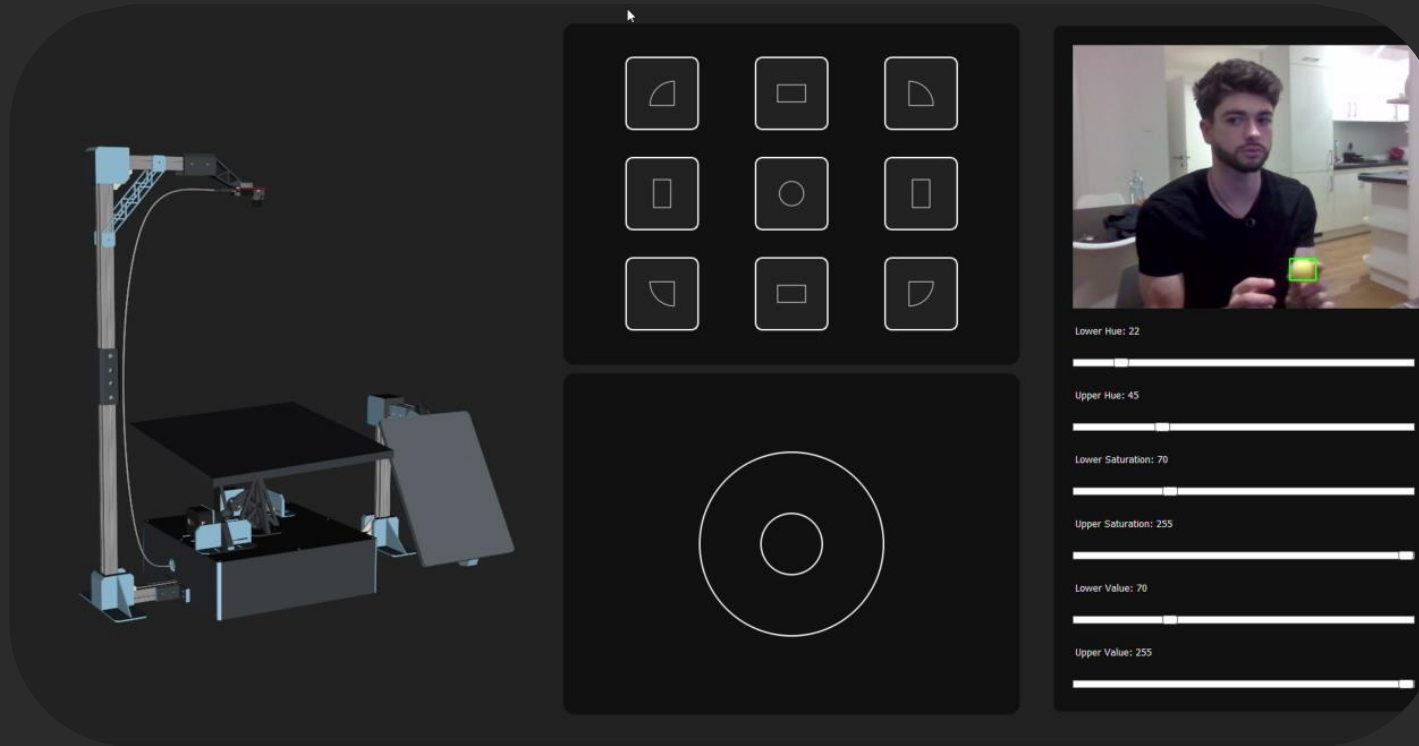 Lower Hue: 22
Upper Hue: 45
Lower Saturation: 70
Upper Saturation: 255
Lower Value: 70
Upper Value: 255